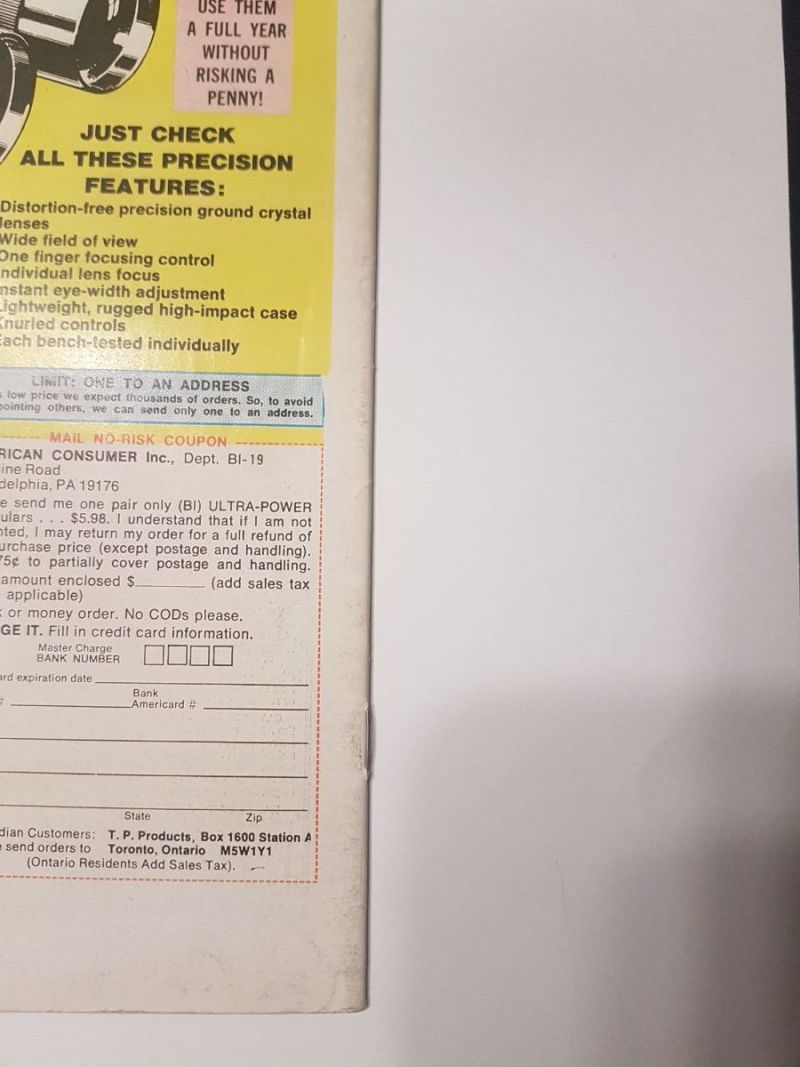 USE THEM
A FULL YEAR
WITHOUT
RISKING A
PENNY!
JUST CHECK
ALL THESE PRECISION
FEATURES:
Distortion-free precision ground crystal
lenses
Wide field of view
One finger focusing control
ndividual lens focus
nstant eye-width adjustment
Lightweight, rugged high-impact case
Knurled controls
Each bench-tested individually
LIMIT: ONE TO AN ADDRESS
s low price we expect thousands of orders. So, to avoid
pointing others, we can send only one to an address.
MAIL NO-RISK COUPON
RICAN CONSUMER Inc., Dept. BI-19
ine Road
delphia, PA 19176
e send me one pair only (BI) ULTRA-POWER
ulars . . . $5.98. I understand that if I am not
hted, I may return my order for a full refund of
urchase price (except postage and handling).
75¢ to partially cover postage and handling.
amount enclosed $________ (add sales tax
applicable)
k or money order. No CODs please.
GE IT. Fill in credit card information.
Master Charge
BANK NUMBER
ard expiration date
Bank
# Americard #
State Zip
dian Customers: T. P. Products, Box 1600 Station A
e send orders to Toronto, Ontario M5W1Y1
(Ontario Residents Add Sales Tax).